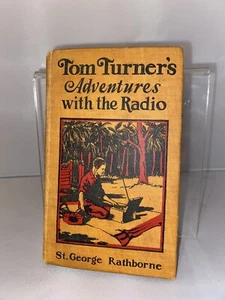 Tom Turner's
Adventures
with the Radio
St. George Rathborne